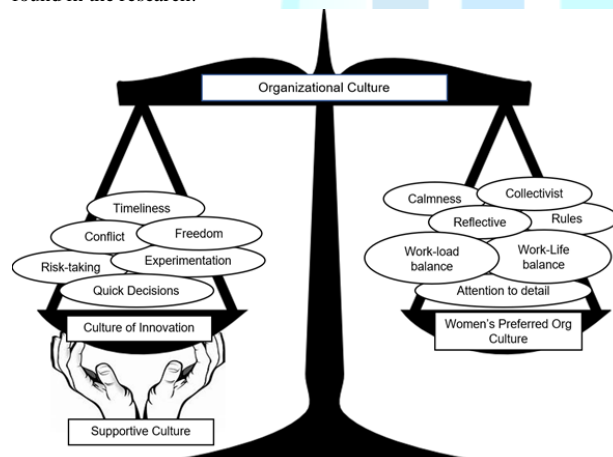 found in the research.
Organizational Culture
Timeliness
Conflict
Freedom
Risk-taking
Experimentation
Quick Decisions
Culture of Innovation
Supportive Culture
Calmness
Collectivist
Reflective
Rules
Work-load
balance
Work-Life
balance
Attention to detail
Women's Preferred Org
Culture